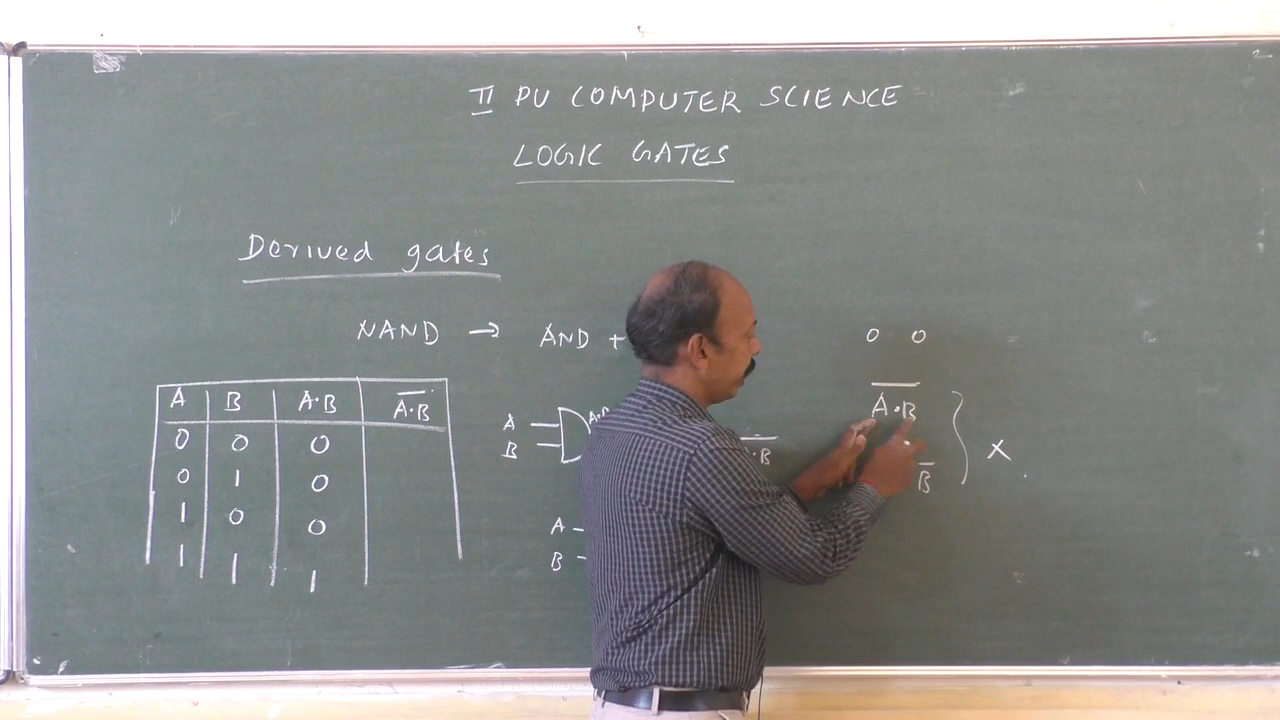 II PU COMPUTER SCIENCE
LOGIC GATES
Derived gates
NAND → AND +
0 0
A B A·B A̅·̅B̅
0 0 0
0 1 0
1 0 0
1 1 1
A
B
A·B
·B
A
B
A̅·̅B̅
B̅
X